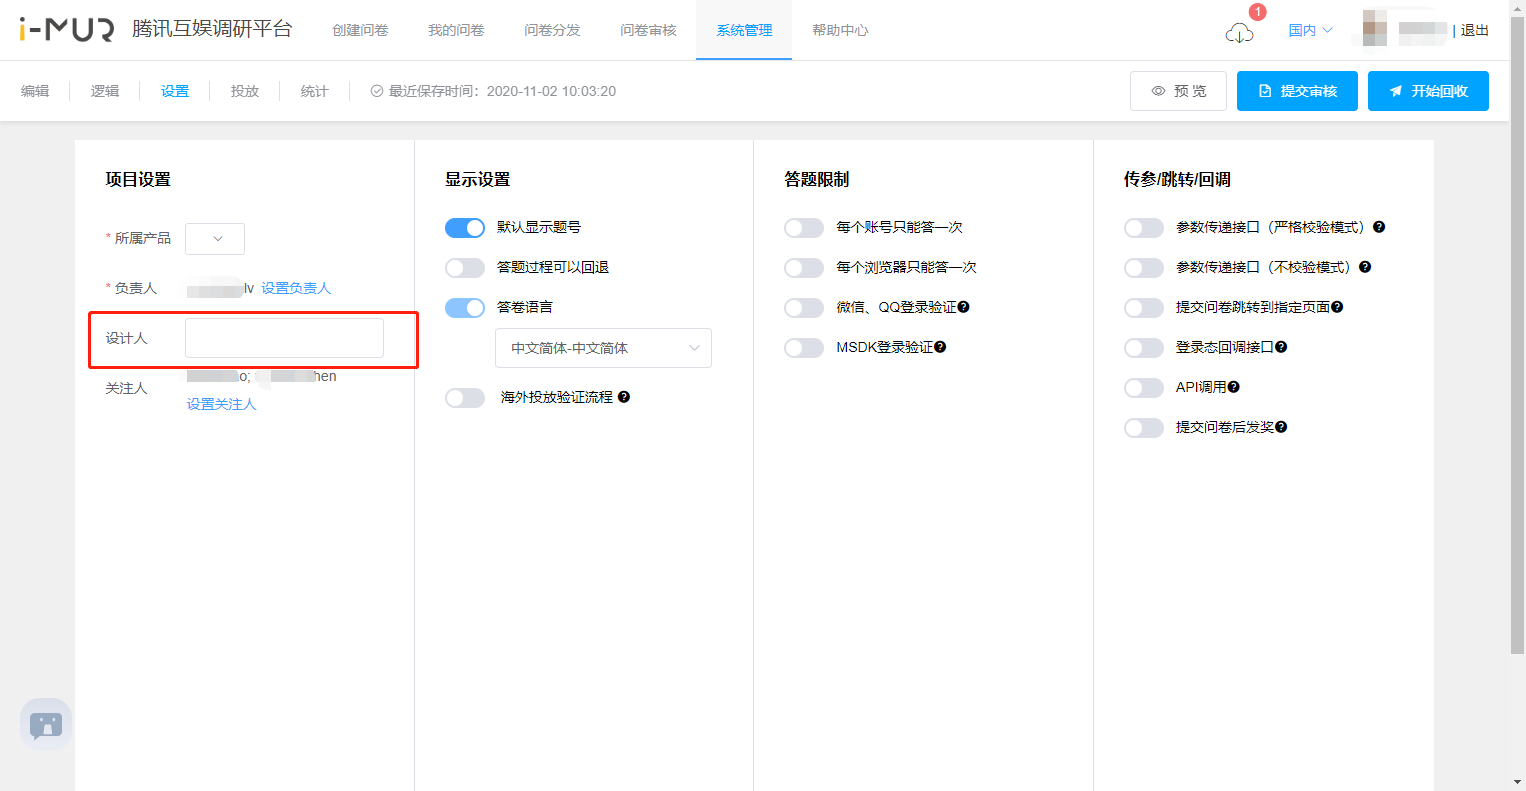 i-MUR 腾讯互娱调研平台 创建问卷 我的问卷 问卷分发 问卷审核 系统管理 帮助中心 1 国内 | 退出
编辑 逻辑 设置 投放 统计 最近保存时间：2020-11-02 10:03:20 预 览 提交审核 开始回收
项目设置
* 所属产品
* 负责人 lv 设置负责人
设计人
关注人 o; hen
设置关注人
显示设置
默认显示题号
答题过程可以回退
答卷语言
中文简体-中文简体
海外投放验证流程 ?
答题限制
每个账号只能答一次
每个浏览器只能答一次
微信、QQ登录验证?
MSDK登录验证?
传参/跳转/回调
参数传递接口（严格校验模式）?
参数传递接口（不校验模式）?
提交问卷跳转到指定页面?
登录态回调接口?
API调用?
提交问卷后发奖?